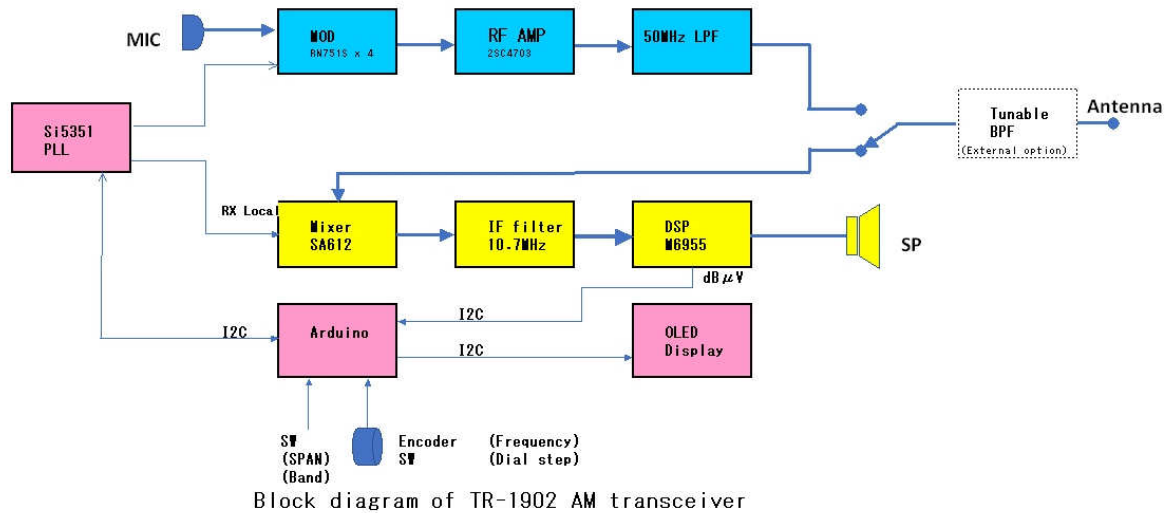 MIC
MOD
RN751S x 4
RF AMP
2SC4703
50MHz LPF
Si5351
PLL
Tunable
BPF
(External option)
Antenna
RX Local
Mixer
SA612
IF filter
10.7MHz
DSP
M6955
SP
dBμV
I2C
Arduino
I2C
I2C
OLED
Display
SW
(SPAN)
(Band)
Encoder (Frequency)
SW (Dial step)
Block diagram of TR-1902 AM transceiver